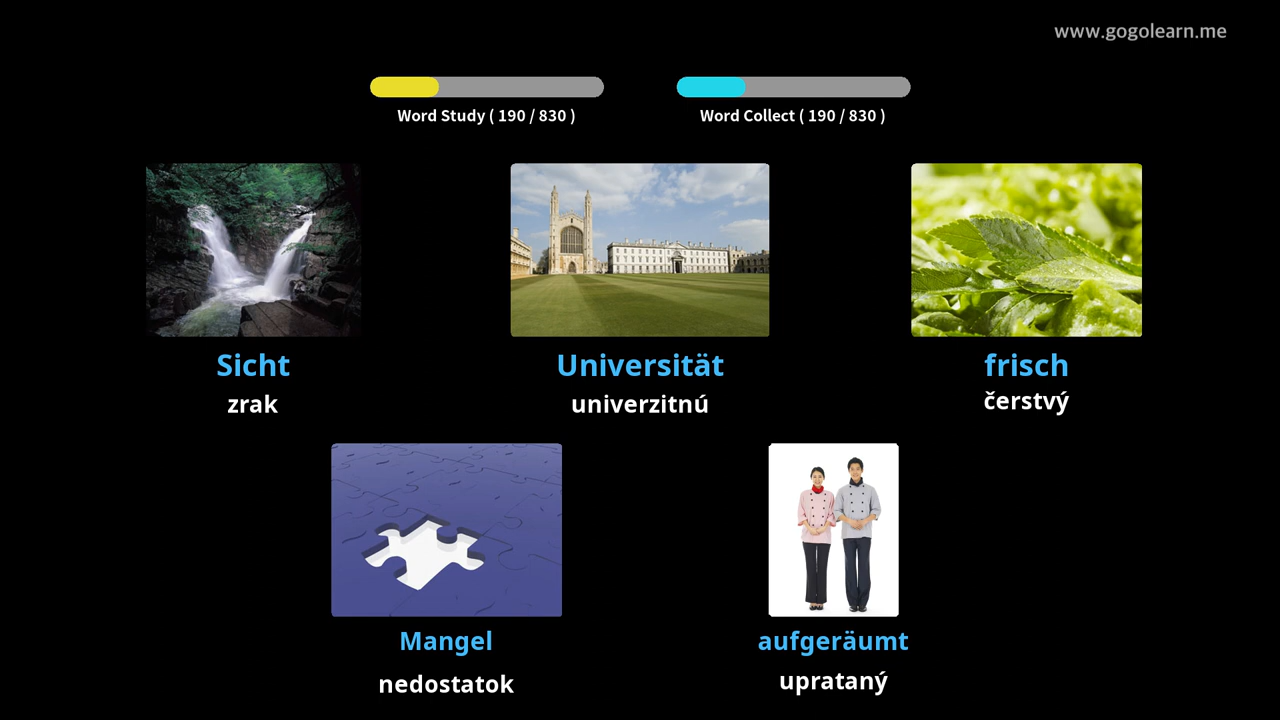 www.gogolearn.me
Word Study ( 190 / 830 )
Word Collect ( 190 / 830 )
Sicht
zrak
Universität
univerzitnú
frisch
čerstvý
Mangel
nedostatok
aufgeräumt
uprataný